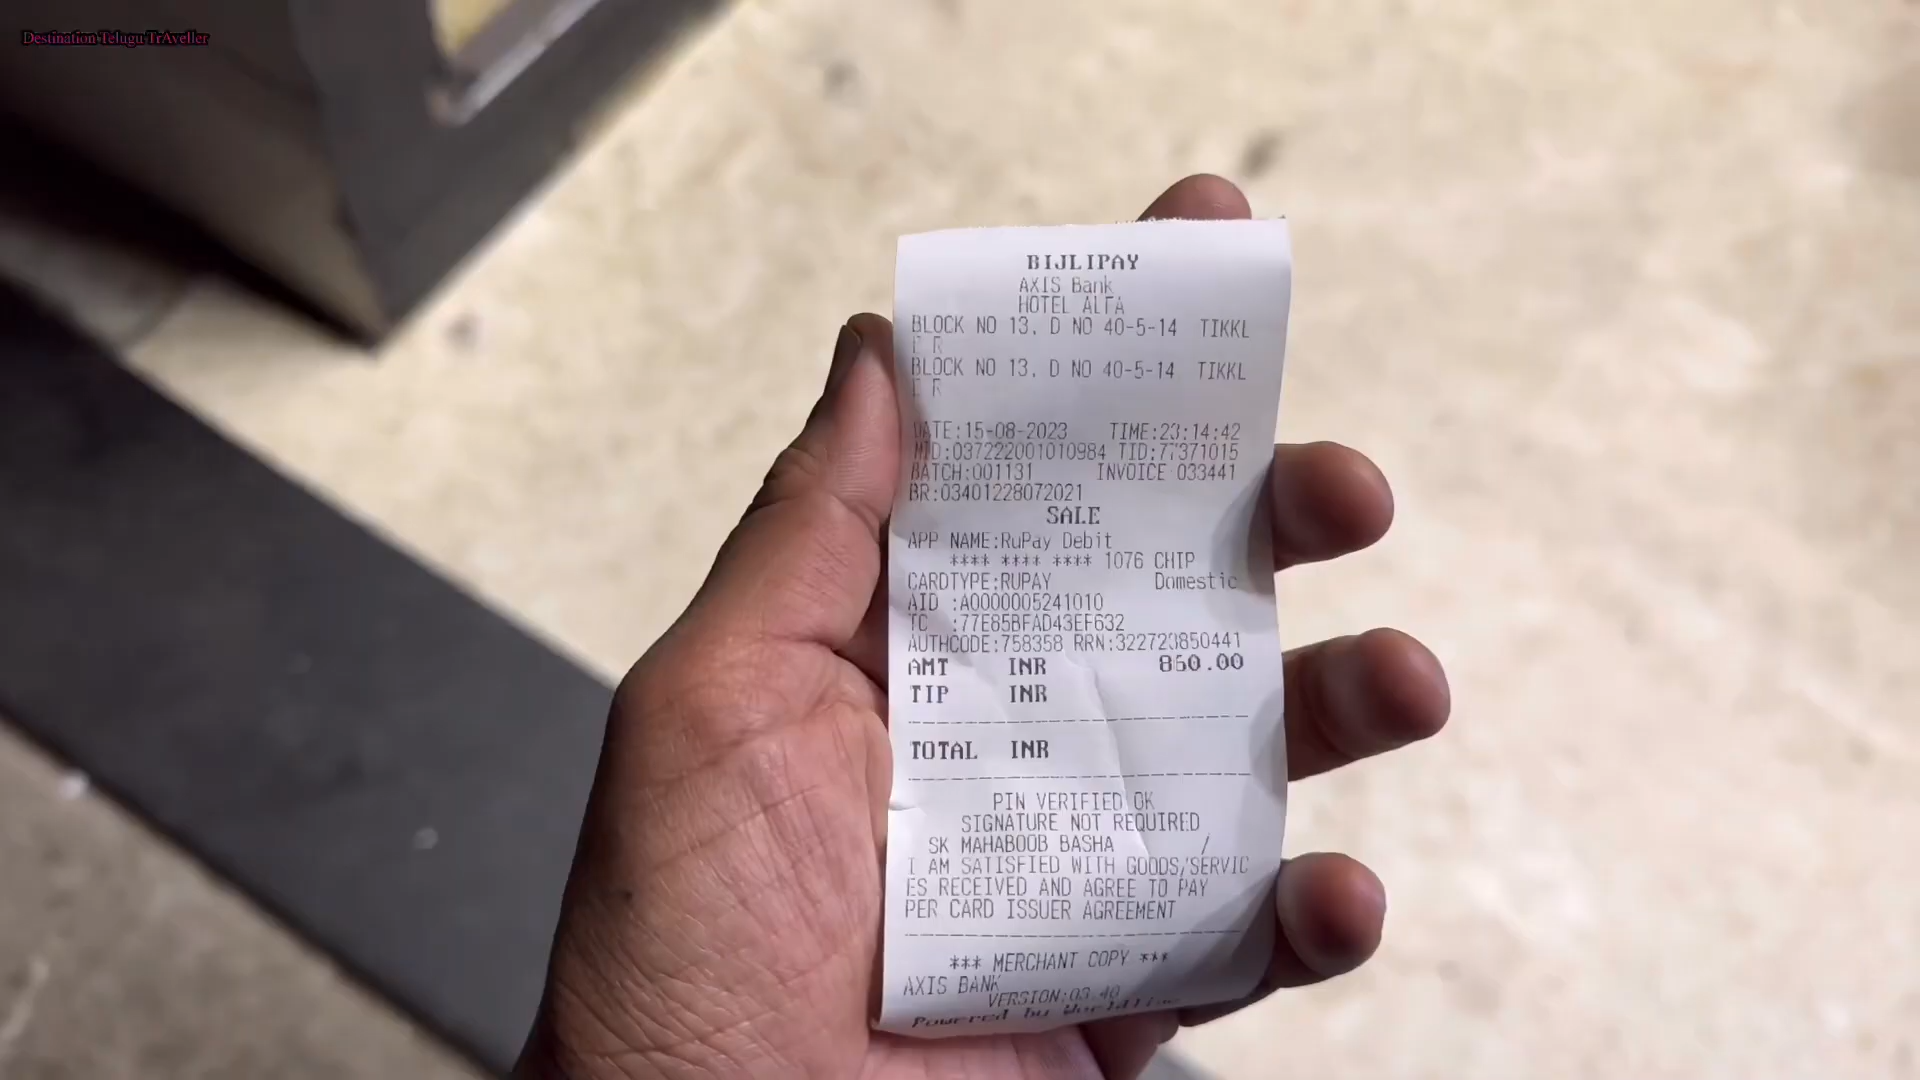 Destination Telugu TrAveller
BIJLIPAY
AXIS Bank
HOTEL ALFA
BLOCK NO 13, D NO 40-5-14 TIKKL
E R
BLOCK NO 13, D NO 40-5-14 TIKKL
E R
DATE:15-08-2023 TIME:23:14:42
MID:037222001010984 TID:77371015
BATCH:001131 INVOICE 033441
BR:03401228072021
SALE
APP NAME:RuPay Debit
**** **** **** 1076 CHIP
CARDTYPE:RUPAY Domestic
AID :A0000005241010
TC :77E85BFAD43EF632
AUTHCODE:758358 RRN:322723850441
AMT INR 860.00
TIP INR
TOTAL INR
PIN VERIFIED OK
SIGNATURE NOT REQUIRED
SK MAHABOOB BASHA /
I AM SATISFIED WITH GOODS/SERVIC
ES RECEIVED AND AGREE TO PAY
PER CARD ISSUER AGREEMENT
*** MERCHANT COPY ***
AXIS BANK
VERSION:03.40
Powered by Worldline